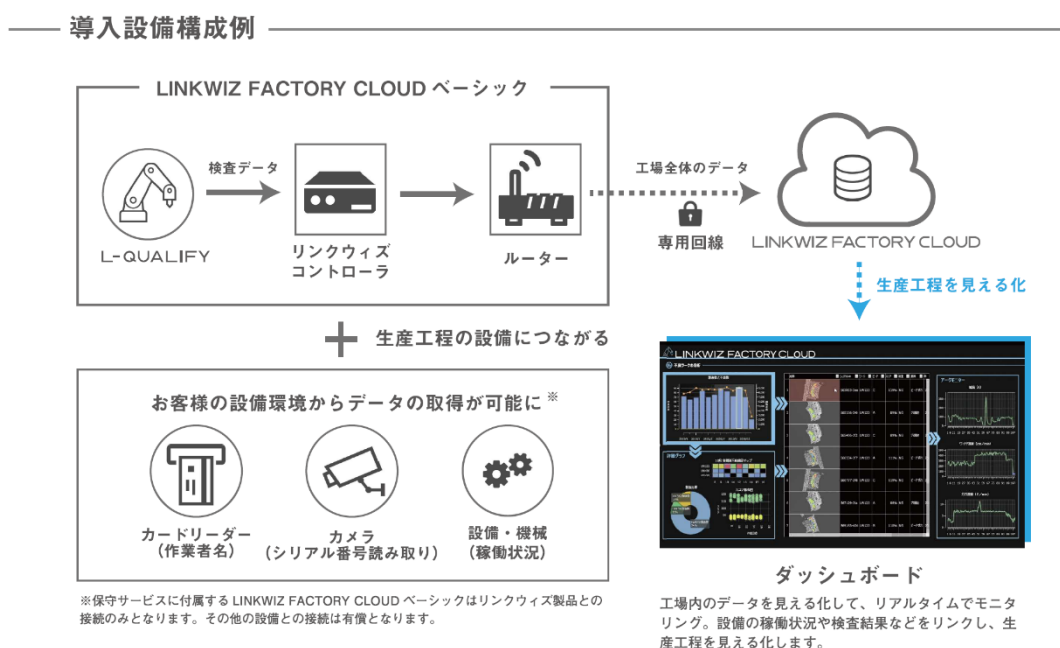 導入設備構成例
LINKWIZ FACTORY CLOUD ベーシック
検査データ
L-QUALIFY
リンクウィズ
コントローラ
ルーター
工場全体のデータ
専用回線
LINKWIZ FACTORY CLOUD
生産工程を見える化
生産工程の設備につながる
お客様の設備環境からデータの取得が可能に※
カードリーダー
(作業者名)
カメラ
(シリアル番号読み取り)
設備・機械
(稼働状況)
※保守サービスに付属する LINKWIZ FACTORY CLOUD ベーシックはリンクウィズ製品との
接続のみとなります。その他の設備との接続は有償となります。
LINKWIZ FACTORY CLOUD
ダッシュボード
工場内のデータを見える化して、リアルタイムでモニタ
リング。設備の稼働状況や検査結果などをリンクし、生
産工程を見える化します。